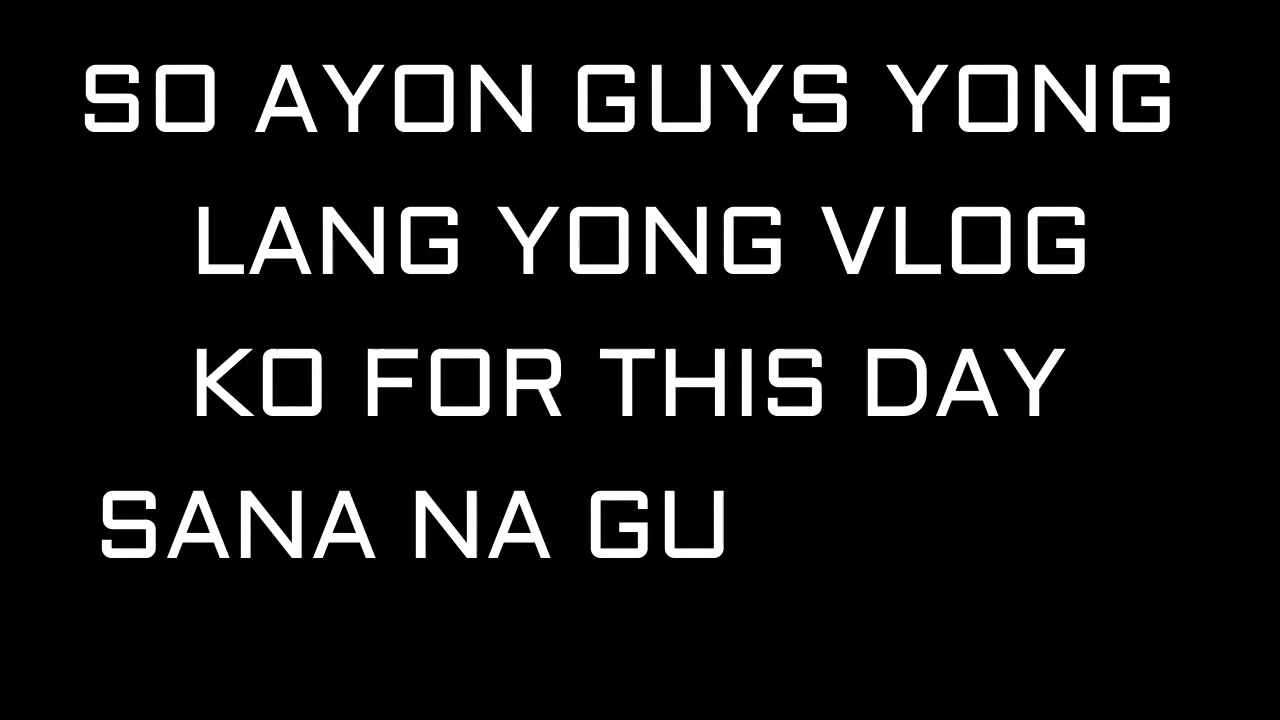 SO AYON GUYS YONG
LANG YONG VLOG
KO FOR THIS DAY
SANA NA GU